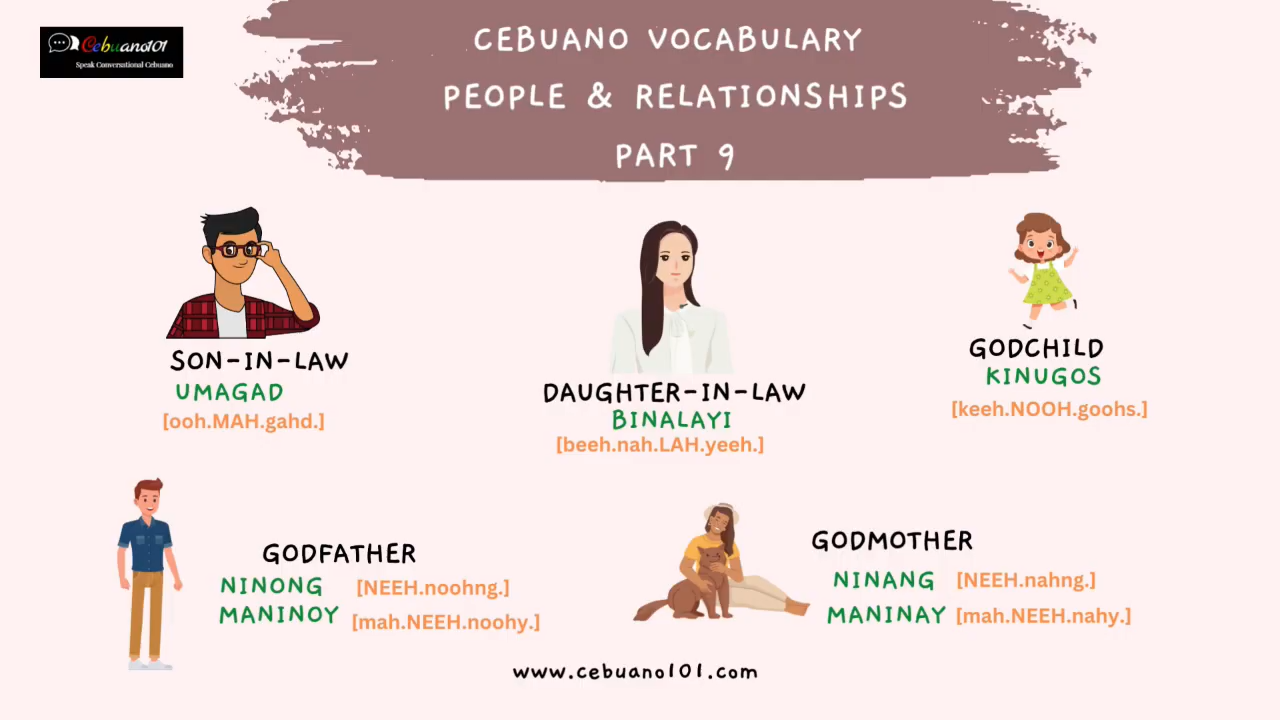 Cebuano101
Speak Conversational Cebuano
CEBUANO VOCABULARY
PEOPLE & RELATIONSHIPS
PART 9
SON-IN-LAW
UMAGAD
[ooh.MAH.gahd.]
DAUGHTER-IN-LAW
BINALAYI
[beeh.nah.LAH.yeeh.]
GODCHILD
KINUGOS
[keeh.NOOH.goohs.]
GODFATHER
NINONG [NEEH.noohng.]
MANINOY [mah.NEEH.noohy.]
GODMOTHER
NINANG [NEEH.nahng.]
MANINAY [mah.NEEH.nahy.]
www.cebuano101.com